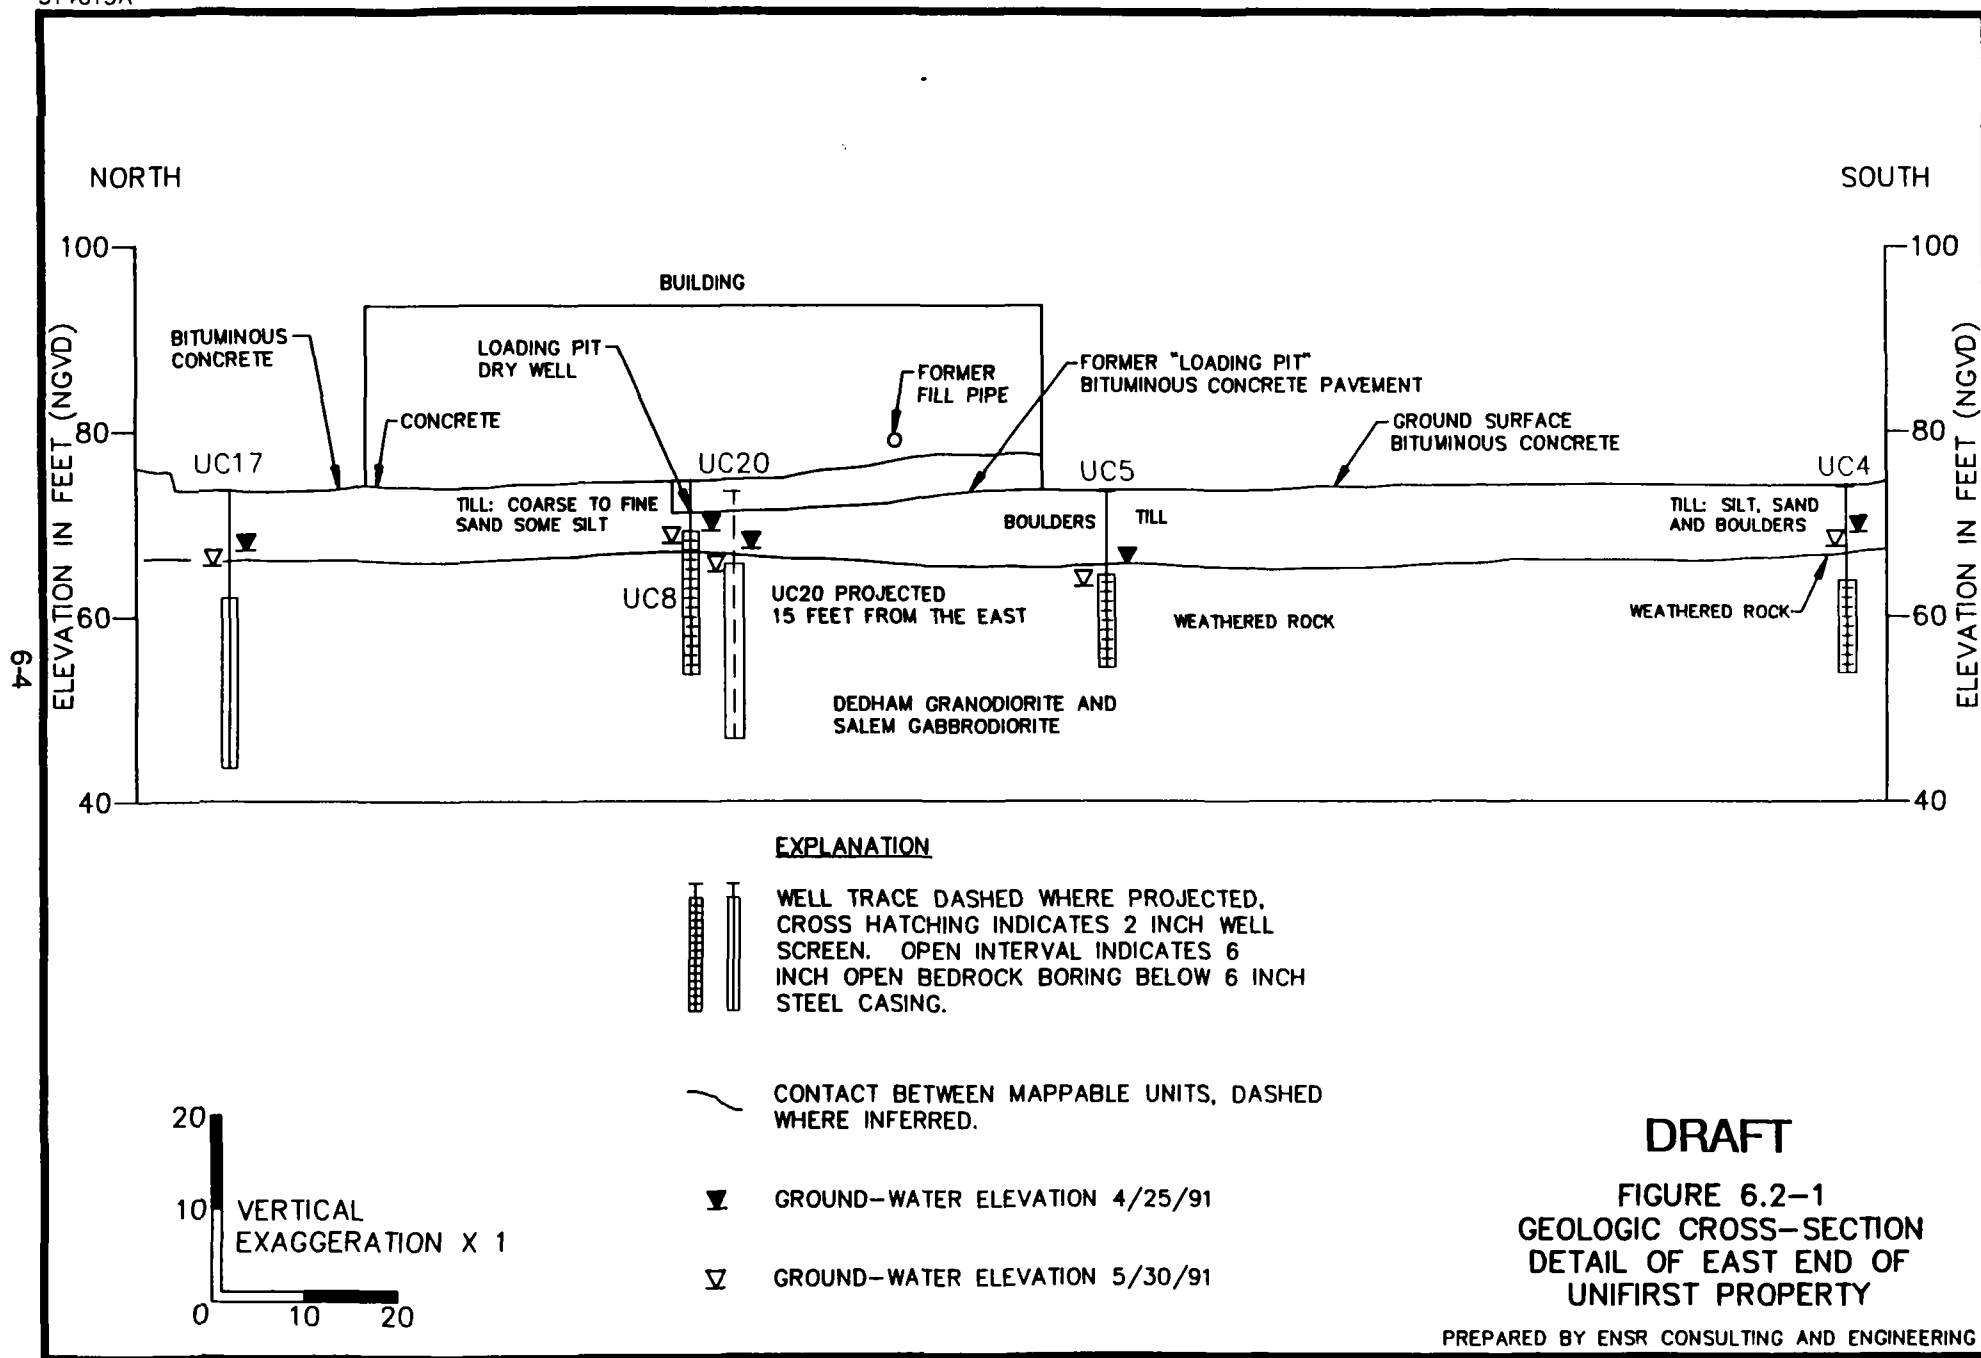 NORTH
SOUTH
100
100
BUILDING
BITUMINOUS
CONCRETE
LOADING PIT
DRY WELL
FORMER
FILL PIPE
FORMER "LOADING PIT"
BITUMINOUS CONCRETE PAVEMENT
CONCRETE
GROUND SURFACE
BITUMINOUS CONCRETE
80
80
UC17
UC20
UC5
UC4
TILL: COARSE TO FINE
SAND SOME SILT
BOULDERS
TILL
TILL: SILT, SAND
AND BOULDERS
UC8
UC20 PROJECTED
15 FEET FROM THE EAST
WEATHERED ROCK
WEATHERED ROCK
60
60
DEDHAM GRANODIORITE AND
SALEM GABBRODIORITE
40
40
ELEVATION IN FEET (NGVD)
ELEVATION IN FEET (NGVD)
6-4
EXPLANATION
WELL TRACE DASHED WHERE PROJECTED,
CROSS HATCHING INDICATES 2 INCH WELL
SCREEN. OPEN INTERVAL INDICATES 6
INCH OPEN BEDROCK BORING BELOW 6 INCH
STEEL CASING.
CONTACT BETWEEN MAPPABLE UNITS, DASHED
WHERE INFERRED.
GROUND-WATER ELEVATION 4/25/91
GROUND-WATER ELEVATION 5/30/91
20
10
VERTICAL
EXAGGERATION X 1
0 10 20
DRAFT
FIGURE 6.2-1
GEOLOGIC CROSS-SECTION
DETAIL OF EAST END OF
UNIFIRST PROPERTY
PREPARED BY ENSR CONSULTING AND ENGINEERING